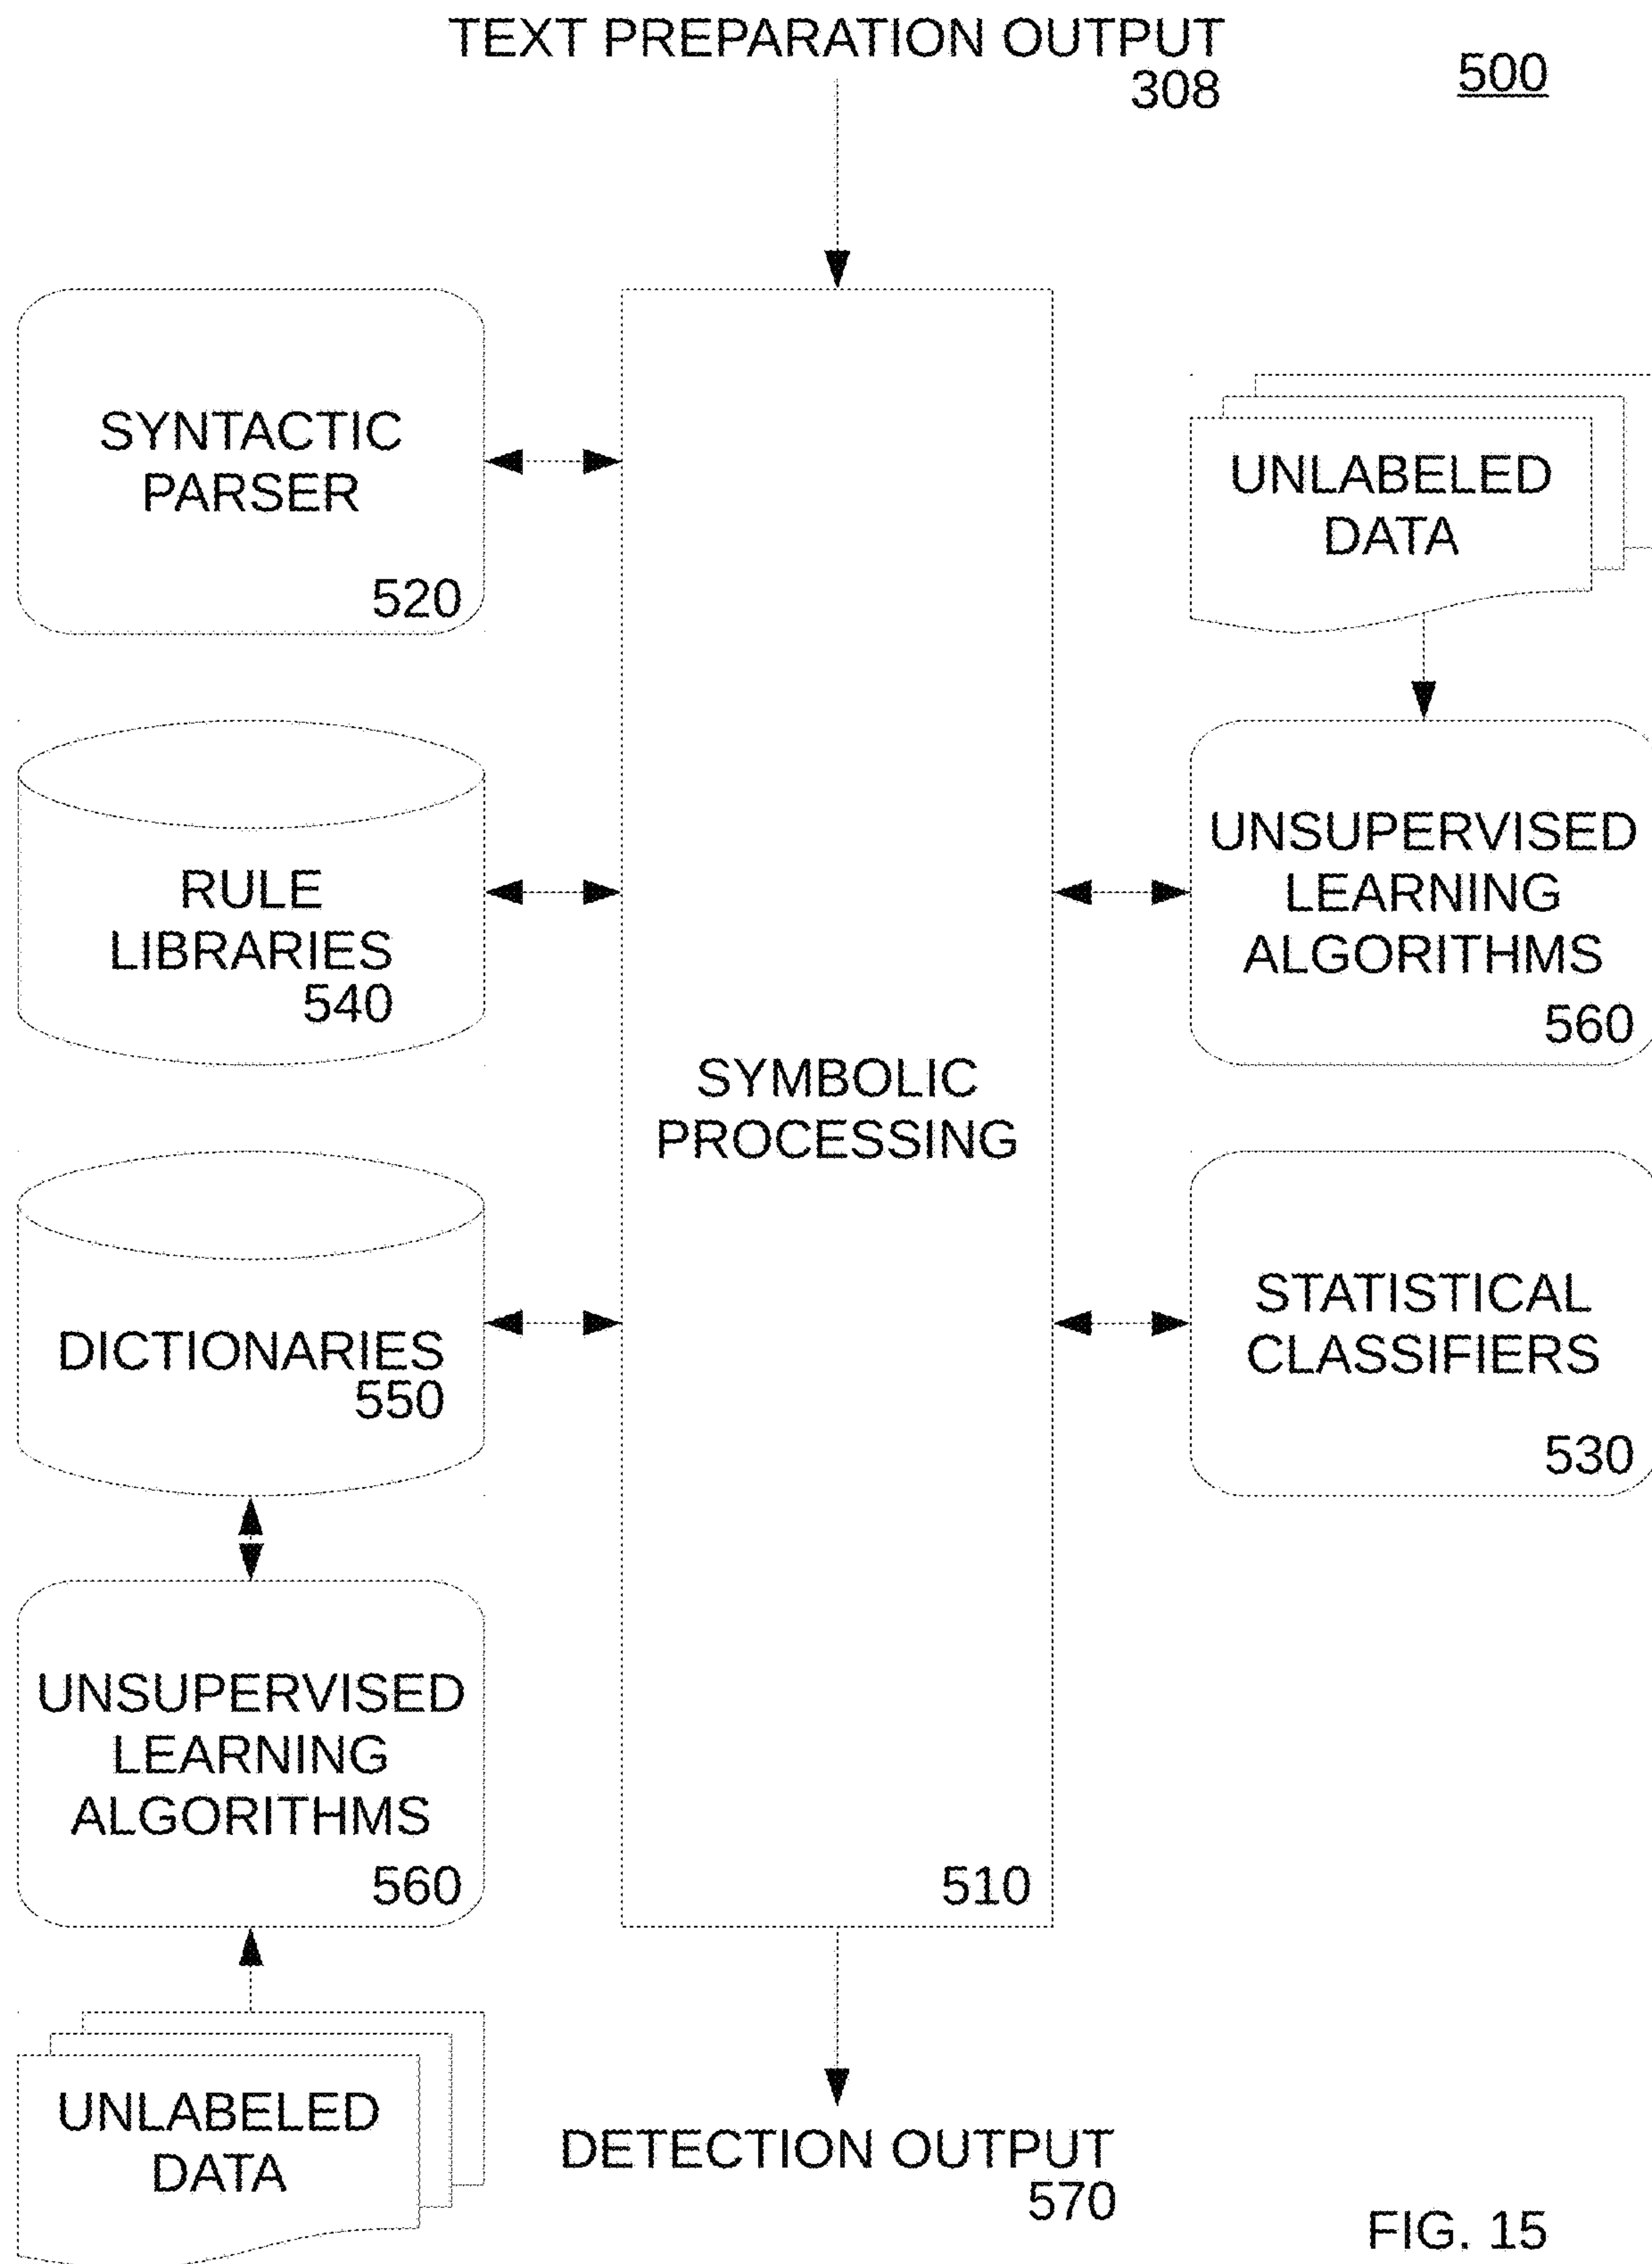 TEXT PREPARATION OUTPUT
308
500
SYNTACTIC
PARSER
520
UNLABELED
DATA
RULE
LIBRARIES
540
UNSUPERVISED
LEARNING
ALGORITHMS
560
SYMBOLIC
PROCESSING
510
DICTIONARIES
550
STATISTICAL
CLASSIFIERS
530
UNSUPERVISED
LEARNING
ALGORITHMS
560
UNLABELED
DATA
DETECTION OUTPUT
570
FIG. 15